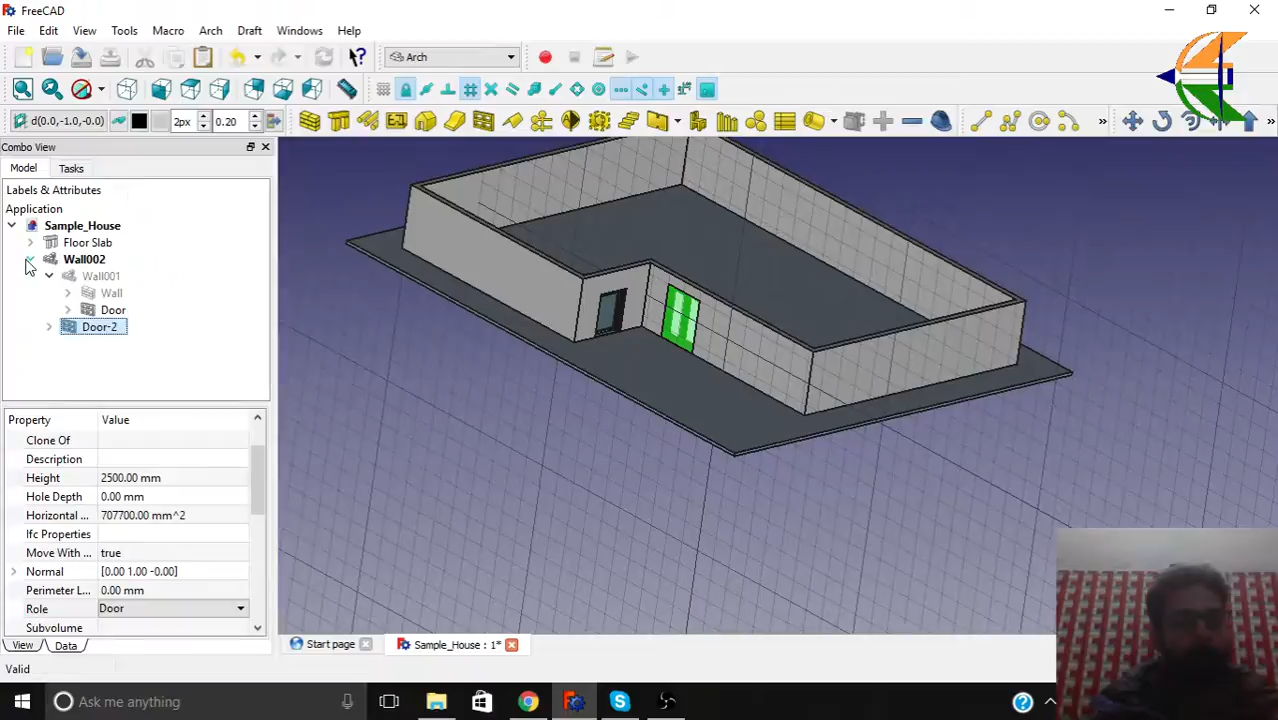 FreeCAD
File Edit View Tools Macro Arch Draft Windows Help
Arch
d(0.0,-1.0,-0.0) 2px 0.20
Combo View
Model Tasks
Labels & Attributes
Application
Sample_House
Floor Slab
Wall002
Wall001
Wall
Door
Door-2
Property Value
Clone Of
Description
Height 2500.00 mm
Hole Depth 0.00 mm
Horizontal ... 707700.00 mm^2
Ifc Properties
Move With ... true
Normal [0.00 1.00 -0.00]
Perimeter L... 0.00 mm
Role Door
Subvolume
View Data
Start page Sample_House : 1*
Valid
Ask me anything